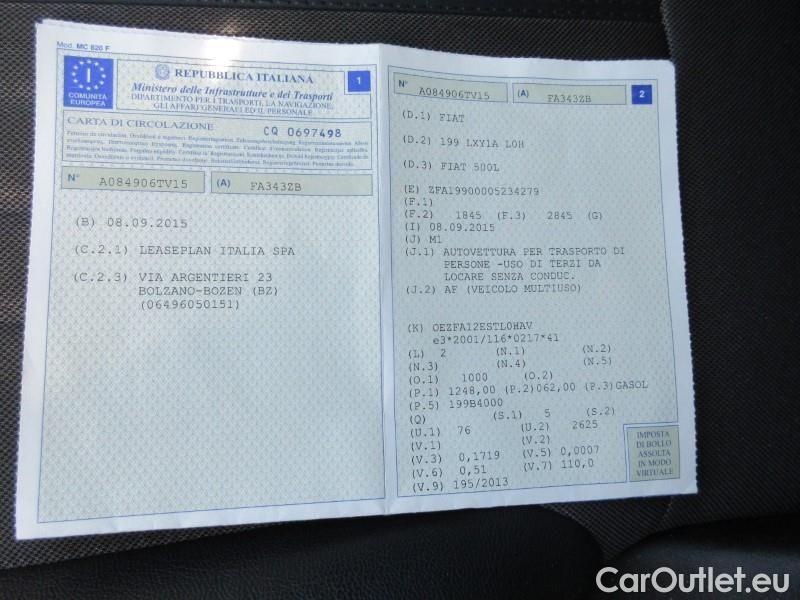 Mod. MC 820 F
I
COMUNITÀ
EUROPEA
REPUBBLICA ITALIANA
1
Ministero delle Infrastrutture e dei Trasporti
DIPARTIMENTO PER I TRASPORTI, LA NAVIGAZIONE,
GLI AFFARI GENERALI ED IL PERSONALE
CARTA DI CIRCOLAZIONE
CQ 0697498
N° A084906TV15 (A) FA343ZB
(B) 08.09.2015
(C.2.1) LEASEPLAN ITALIA SPA
(C.2.3) VIA ARGENTIERI 23
BOLZANO-BOZEN (BZ)
(06496050151)
N° A084906TV15 (A) FA343ZB 2
(D.1) FIAT
(D.2) 199 LXY1A L0H
(D.3) FIAT 500L
(E) ZFA19900005234279
(F.1)
(F.2) 1845 (F.3) 2845 (G)
(I) 08.09.2015
(J) M1
(J.1) AUTOVETTURA PER TRASPORTO DI
PERSONE -USO DI TERZI DA
LOCARE SENZA CONDUC.
(J.2) AF (VEICOLO MULTIUSO)
(K) OEZFA12ESTL0HAV
e3*2001/116*0217*41
(L) 2 (N.1) (N.2)
(N.3) (N.4) (N.5)
(O.1) 1000 (O.2)
(P.1) 1248,00 (P.2)062,00 (P.3)GASOL
(P.5) 199B4000
(Q) (S.1) 5 (S.2)
(U.1) 76 (U.2) 2625
(V.1) (V.2)
(V.3) 0,1719 (V.5) 0,0007
(V.6) 0,51 (V.7) 110,0
(V.9) 195/2013
IMPOSTA
DI BOLLO
ASSOLTA
IN MODO
VIRTUALE
CarOutlet.eu